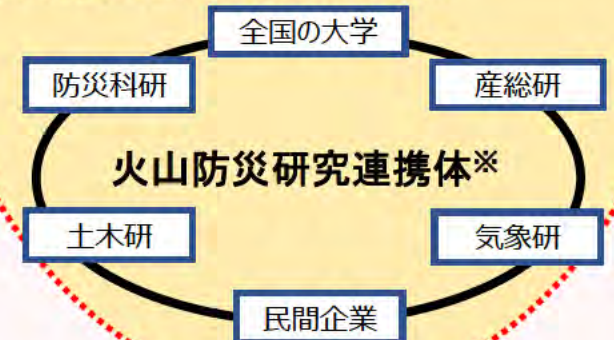 全国の大学
防災科研
産総研
火山防災研究連携体※
土木研
気象研
民間企業